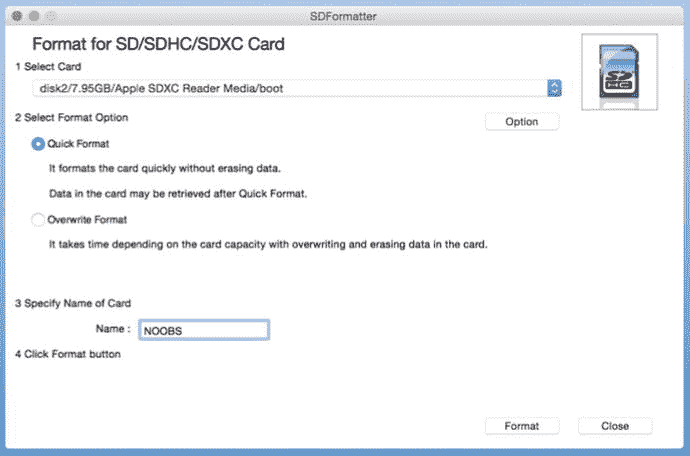 SDFormatter
Format for SD/SDHC/SDXC Card
1 Select Card
disk2/7.95GB/Apple SDXC Reader Media/boot
2 Select Format Option
Option
Quick Format
It formats the card quickly without erasing data.
Data in the card may be retrieved after Quick Format.
Overwrite Format
It takes time depending on the card capacity with overwriting and erasing data in the card.
3 Specify Name of Card
Name : NOOBS
4 Click Format button
Format Close
SD
HC